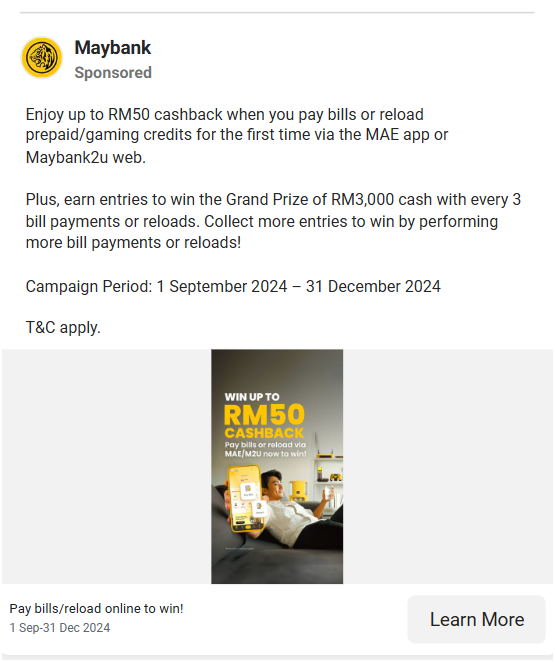 Maybank
Sponsored
Enjoy up to RM50 cashback when you pay bills or reload
prepaid/gaming credits for the first time via the MAE app or
Maybank2u web.
Plus, earn entries to win the Grand Prize of RM3,000 cash with every 3
bill payments or reloads. Collect more entries to win by performing
more bill payments or reloads!
Campaign Period: 1 September 2024 – 31 December 2024
T&C apply.
WIN UP TO
RM50
CASHBACK
Pay bills or reload via
MAE/M2U now to win!
Pay bills/reload online to win!
1 Sep-31 Dec 2024
Learn More